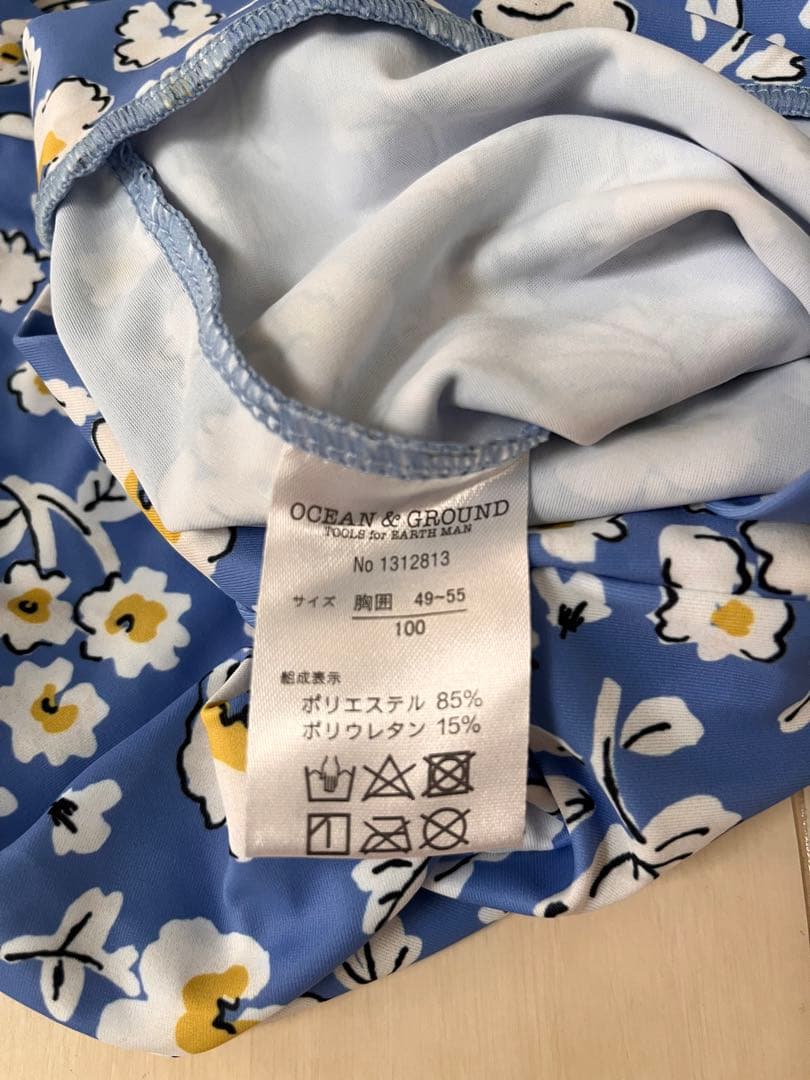 OCEAN & GROUND
TOOLS for EARTH MAN
No 1312813
サイズ 胸囲 49~55
100
組成表示
ポリエステル 85%
ポリウレタン 15%